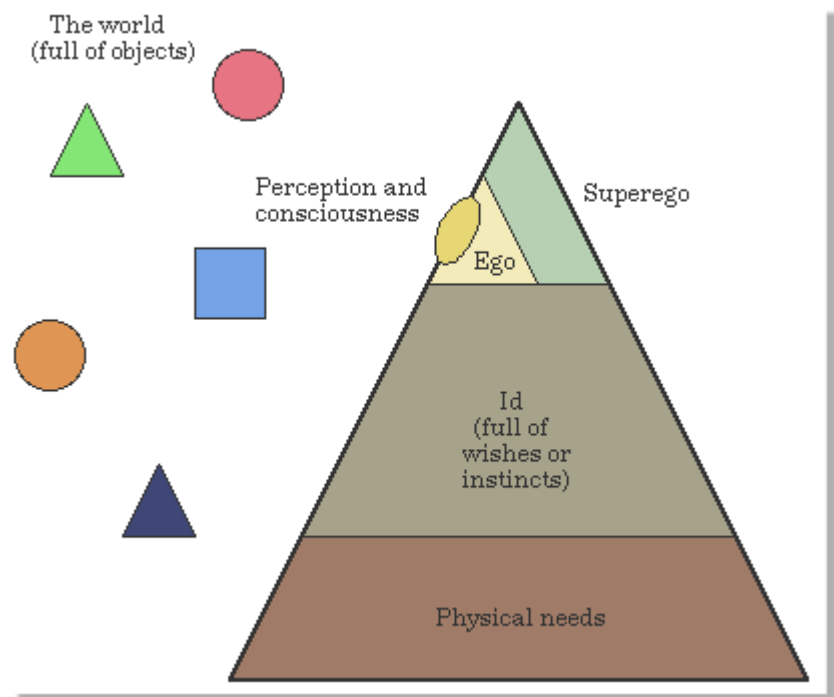 The world
(full of objects)
Perception and
consciousness
Superego
Ego
Id
(full of
wishes or
instincts)
Physical needs